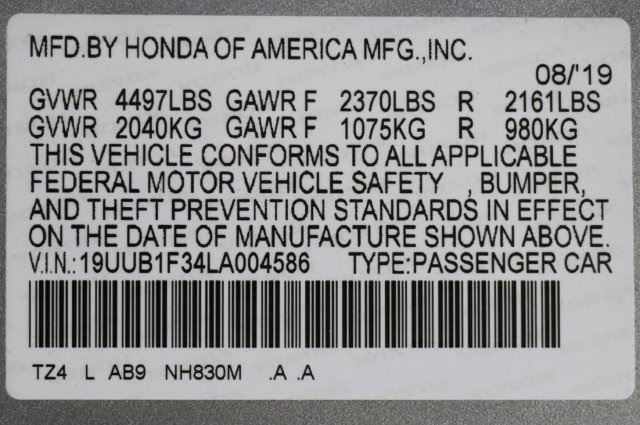 MFD.BY HONDA OF AMERICA MFG.,INC.
08/'19
GVWR 4497LBS GAWR F 2370LBS R 2161LBS
GVWR 2040KG GAWR F 1075KG R 980KG
THIS VEHICLE CONFORMS TO ALL APPLICABLE
FEDERAL MOTOR VEHICLE SAFETY , BUMPER,
AND THEFT PREVENTION STANDARDS IN EFFECT
ON THE DATE OF MANUFACTURE SHOWN ABOVE.
V.I.N.:19UUB1F34LA004586 TYPE:PASSENGER CAR
TZ4 L AB9 NH830M .A .A